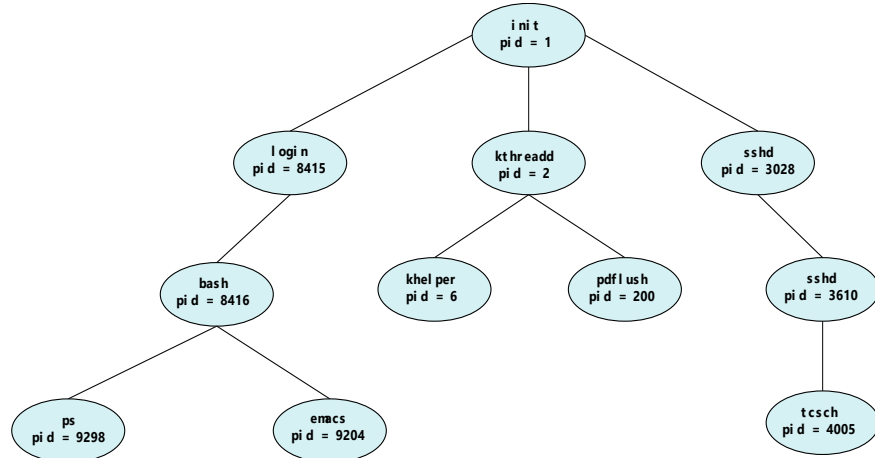 init
pid = 1
login
pid = 8415
kthreadd
pid = 2
sshd
pid = 3028
bash
pid = 8416
khelper
pid = 6
pdflush
pid = 200
sshd
pid = 3610
ps
pid = 9298
emacs
pid = 9204
tcsch
pid = 4005